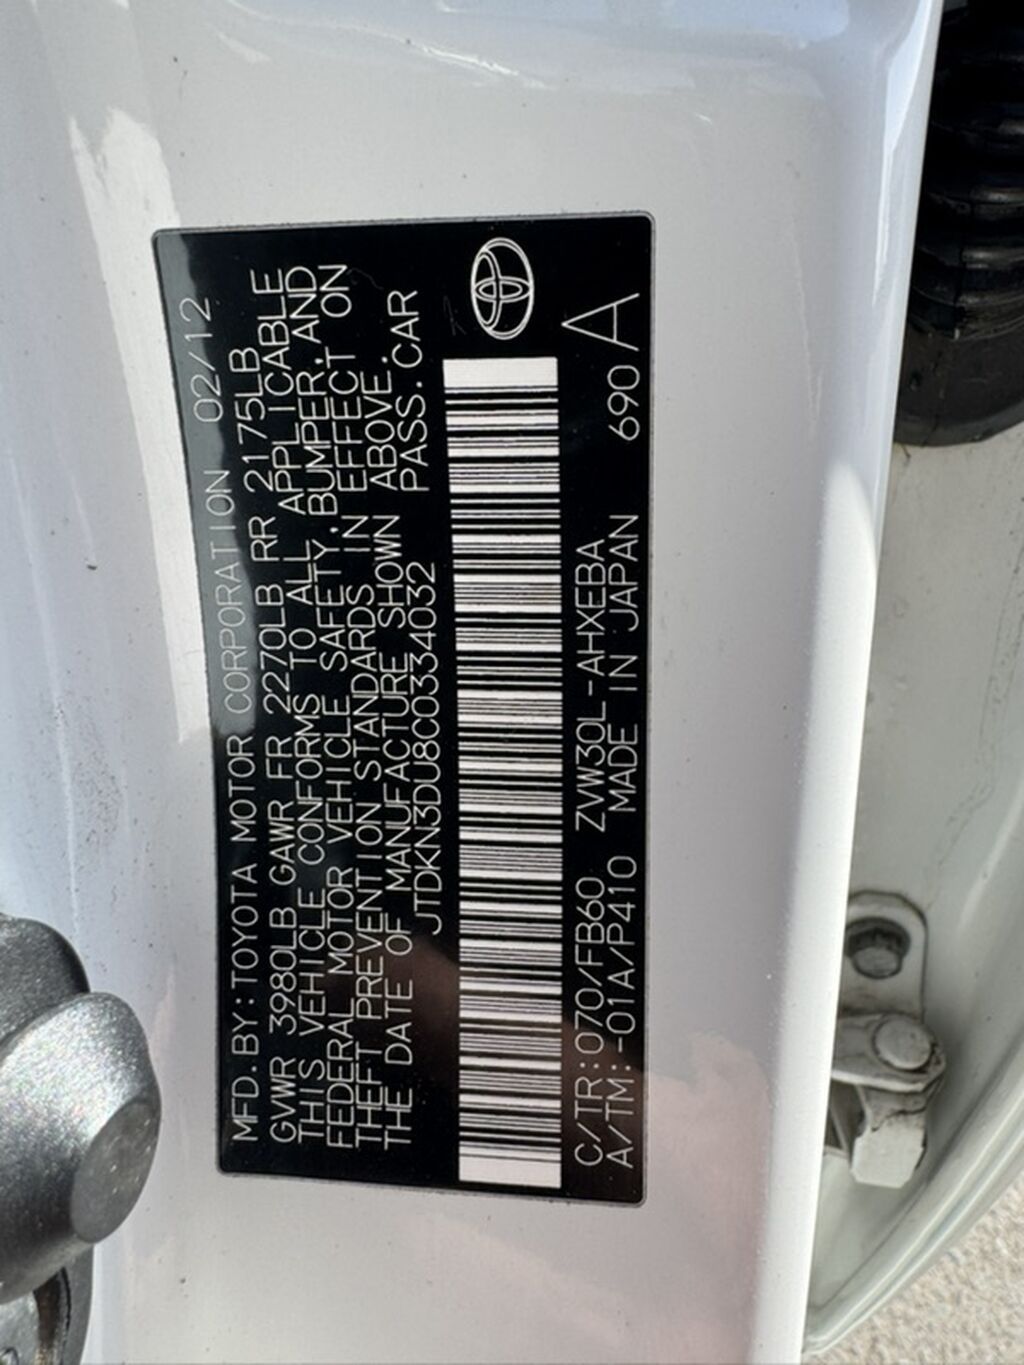 MFD.BY:TOYOTA MOTOR CORPORATION 02/12
GVWR 3980LB GAWR FR 2270LB RR 2175LB
THIS VEHICLE CONFORMS TO ALL APPLICABLE
FEDERAL MOTOR VEHICLE SAFETY, BUMPER, AND
THEFT PREVENTION STANDARDS IN EFFECT ON
THE DATE OF MANUFACTURE SHOWN ABOVE.
JTDKN3DU8C0334032 PASS.CAR
C/TR:070/FB60 ZVW30L-AHXEBA A
A/TM:-01A/P410 MADE IN JAPAN 690